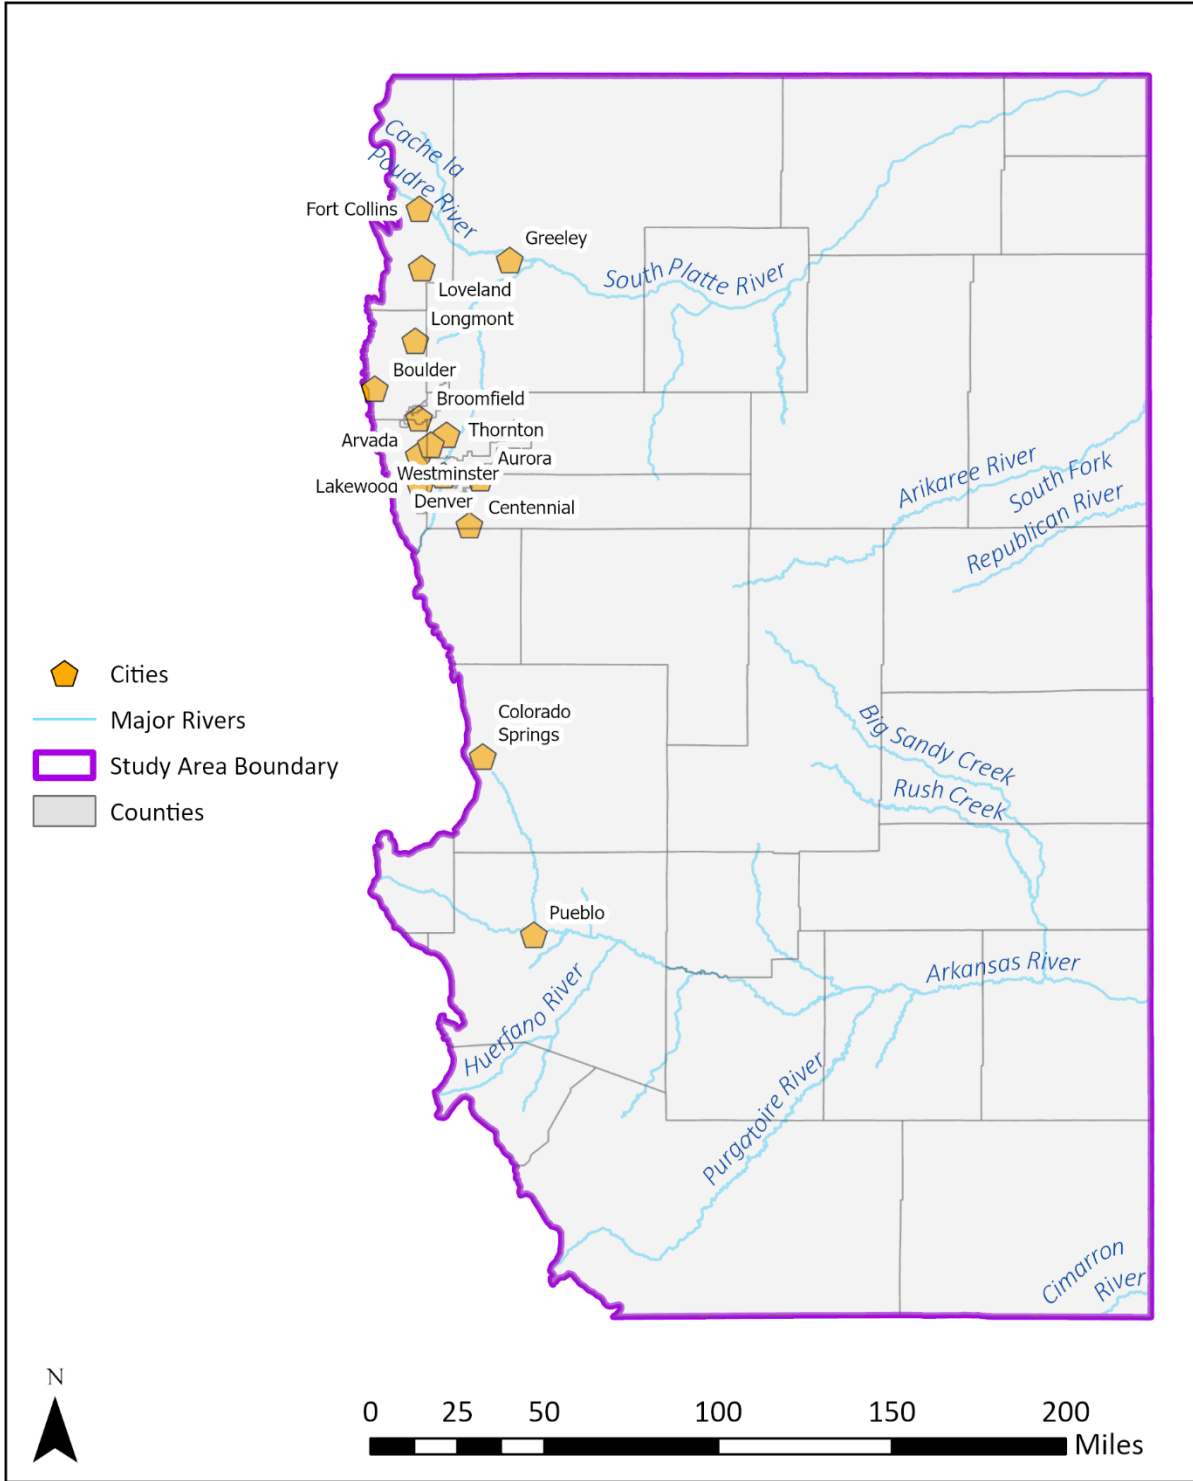 Cache la
Poudre River
Fort Collins
Greeley
South Platte River
Loveland
Longmont
Boulder
Broomfield
Thornton
Arvada
Aurora
Westminster
Lakewood
Denver
Centennial
Arikaree River
South Fork
Republican River
Cities
Major Rivers
Study Area Boundary
Counties
Colorado
Springs
Big Sandy Creek
Rush Creek
Pueblo
Arkansas River
Huerfano River
Purgatoire River
Cimarron
River
N
0 25 50 100 150 200
Miles